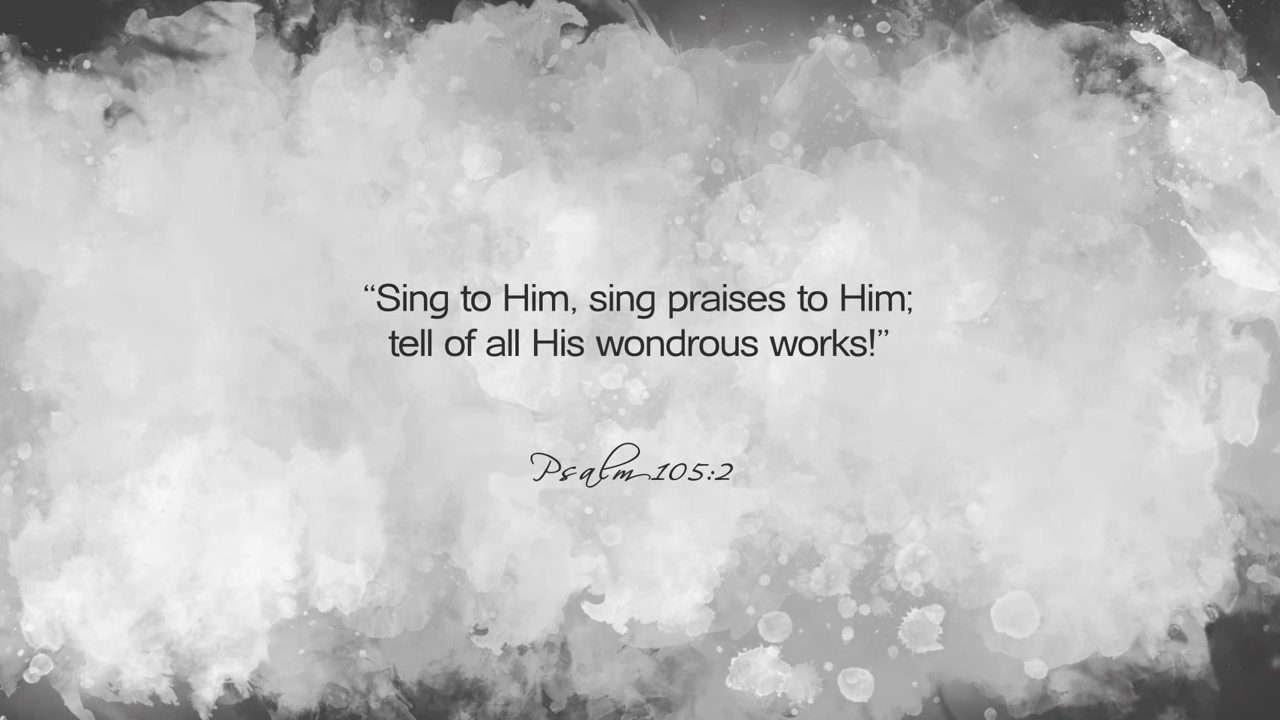 “Sing to Him, sing praises to Him;
tell of all His wondrous works!”
Psalm 105:2